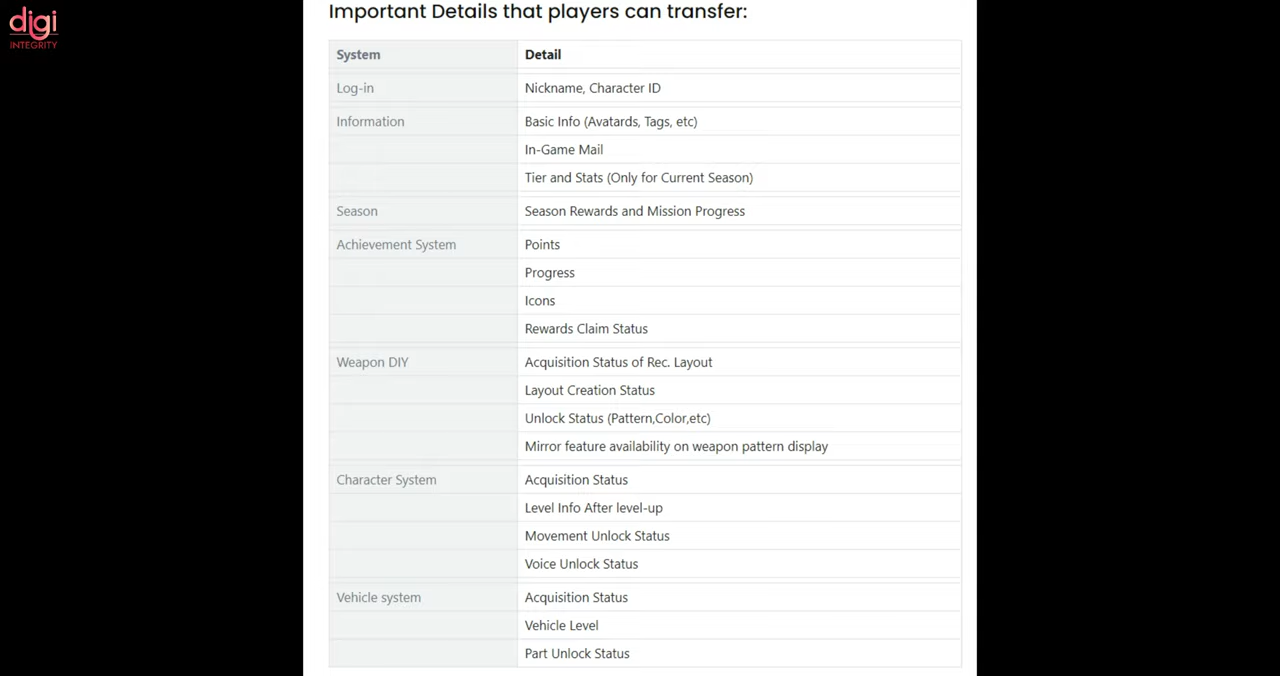 digi
INTEGRITY
Important Details that players can transfer:
System Detail
Log-in Nickname, Character ID
Information Basic Info (Avatards, Tags, etc)
In-Game Mail
Tier and Stats (Only for Current Season)
Season Season Rewards and Mission Progress
Achievement System Points
Progress
Icons
Rewards Claim Status
Weapon DIY Acquisition Status of Rec. Layout
Layout Creation Status
Unlock Status (Pattern,Color,etc)
Mirror feature availability on weapon pattern display
Character System Acquisition Status
Level Info After level-up
Movement Unlock Status
Voice Unlock Status
Vehicle system Acquisition Status
Vehicle Level
Part Unlock Status